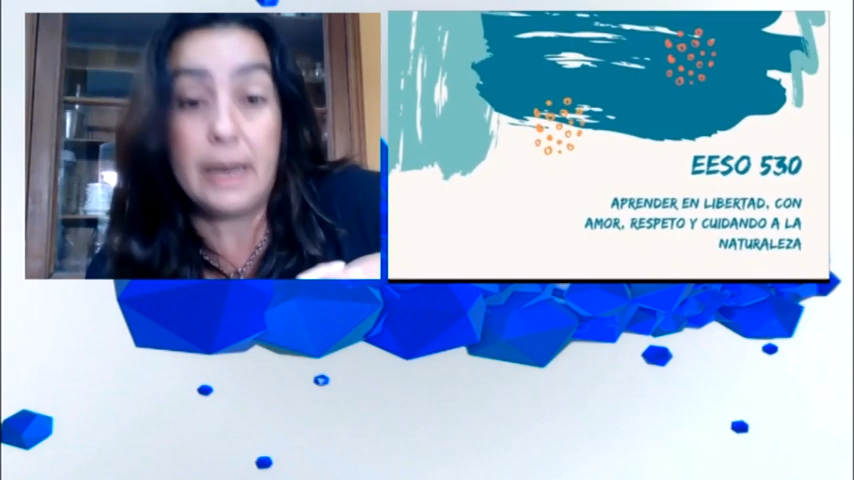 EESO 530
APRENDER EN LIBERTAD, CON
AMOR, RESPETO Y CUIDANDO A LA
NATURALEZA